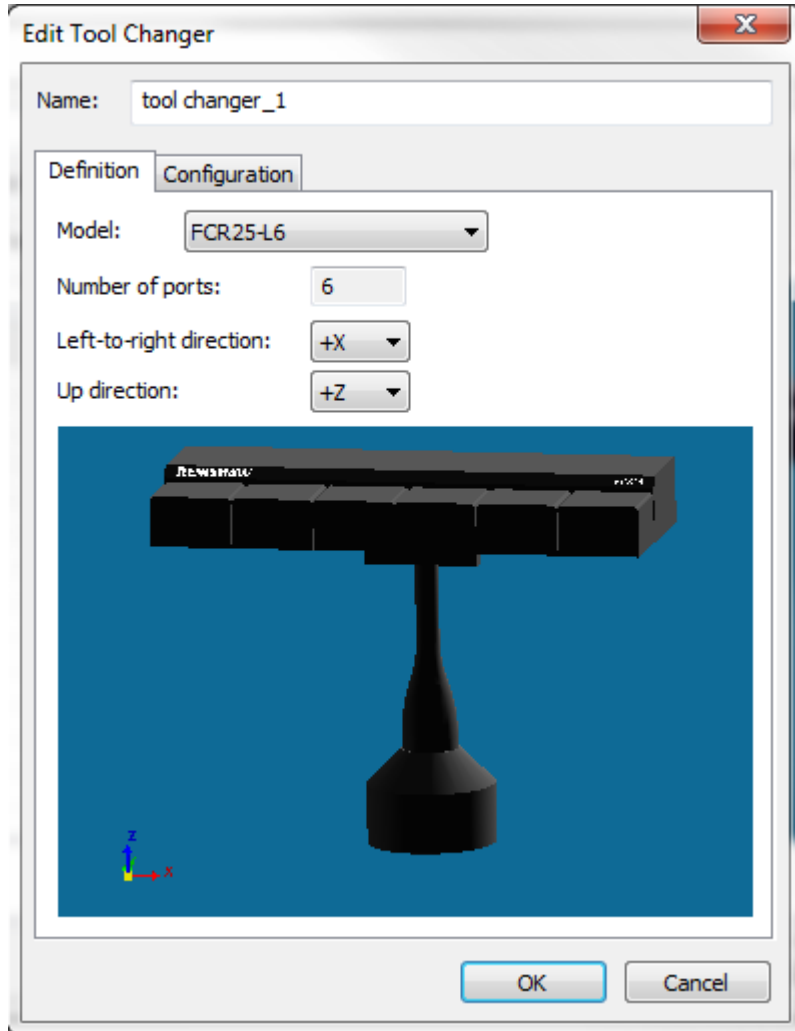 Edit Tool Changer
Name: tool changer_1
Definition Configuration
Model: FCR25-L6
Number of ports: 6
Left-to-right direction: +X
Up direction: +Z
RENISHAW
Z
X
OK Cancel